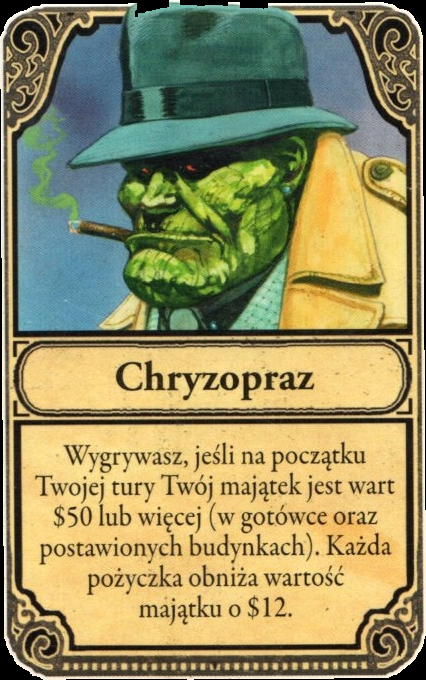 Chryzopraz
Wygrywasz, jeśli na początku
Twojej tury Twój majątek jest wart
$50 lub więcej (w gotówce oraz
postawionych budynkach). Każda
pożyczka obniża wartość
majątku o $12.